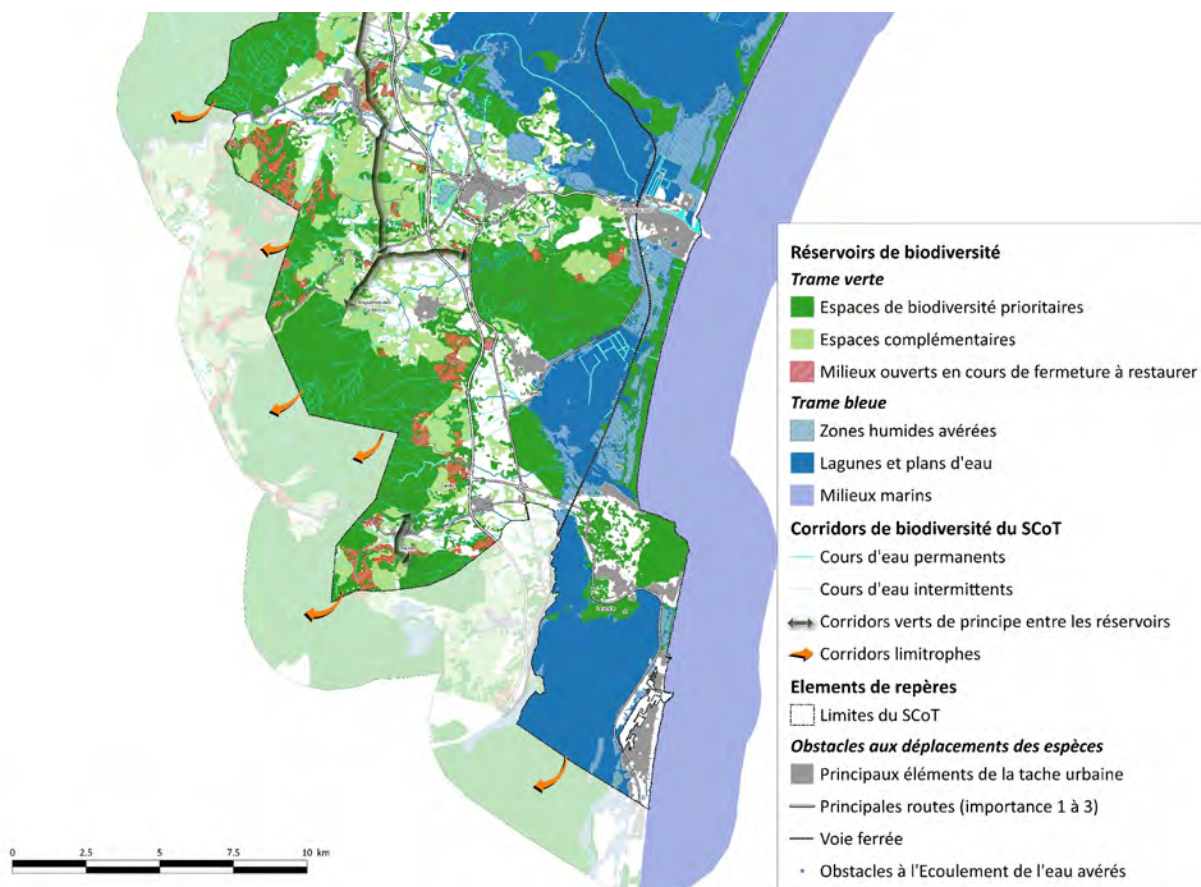 Réservoirs de biodiversité
Trame verte
Espaces de biodiversité prioritaires
Espaces complémentaires
Milieux ouverts en cours de fermeture à restaurer
Trame bleue
Zones humides avérées
Lagunes et plans d'eau
Milieux marins
Corridors de biodiversité du SCoT
Cours d'eau permanents
Cours d'eau intermittents
Corridors verts de principe entre les réservoirs
Corridors limitrophes
Elements de repères
Limites du SCoT
Obstacles aux déplacements des espèces
Principaux éléments de la tache urbaine
Principales routes (importance 1 à 3)
Voie ferrée
Obstacles à l'Ecoulement de l'eau avérés
0 2.5 5 7.5 10 km